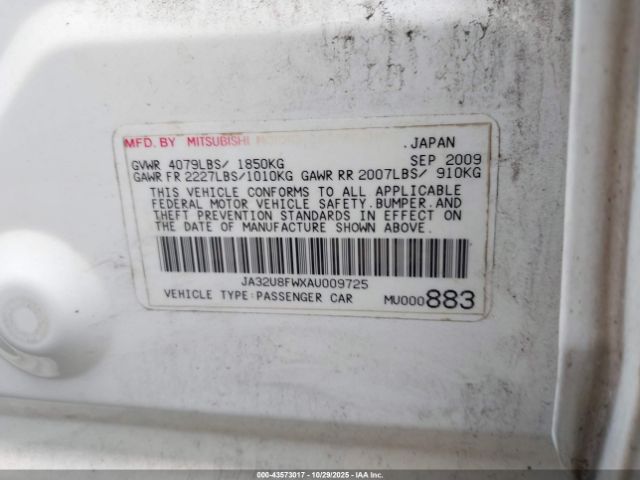 MFD. BY MITSUBISHI JAPAN
GVWR 4079LBS/ 1850KG SEP 2009
GAWR FR 2227LBS/1010KG GAWR RR 2007LBS/ 910KG
THIS VEHICLE CONFORMS TO ALL APPLICABLE
FEDERAL MOTOR VEHICLE SAFETY.BUMPER.AND
THEFT PREVENTION STANDARDS IN EFFECT ON
THE DATE OF MANUFACTURE SHOWN ABOVE.
JA32U8FWXAU009725
VEHICLE TYPE:PASSENGER CAR MU000883
000-43573017 - 10/29/2025 - IAAI.COM